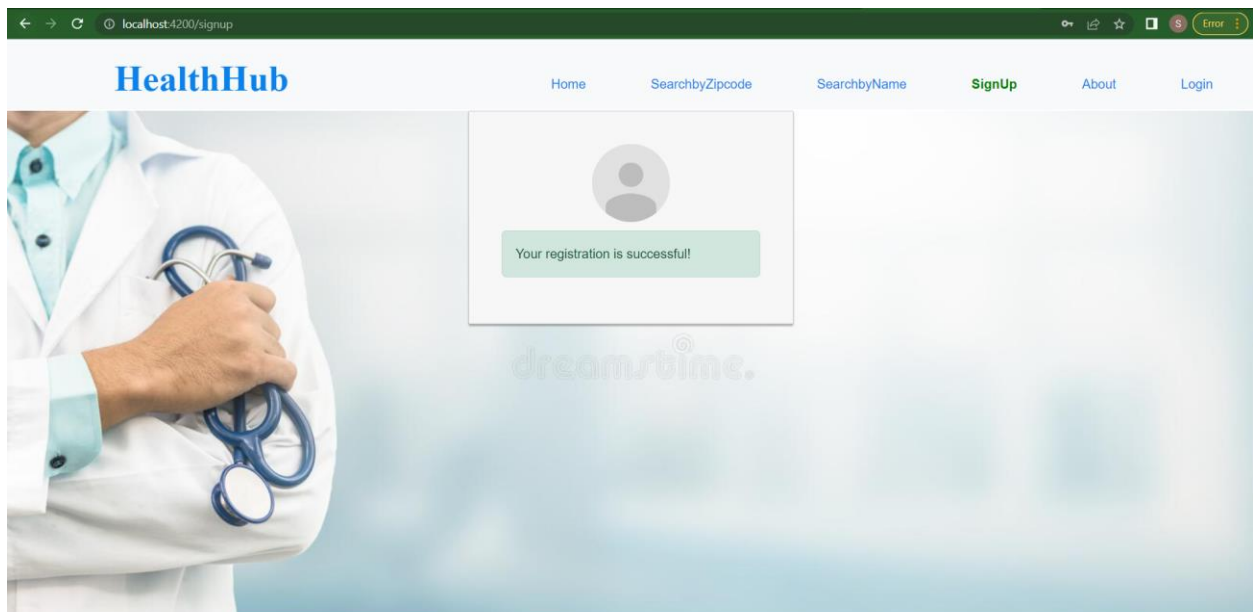 localhost:4200/signup
S
Error
HealthHub
Home SearchbyZipcode SearchbyName SignUp About Login
Your registration is successful!
dreamstime.